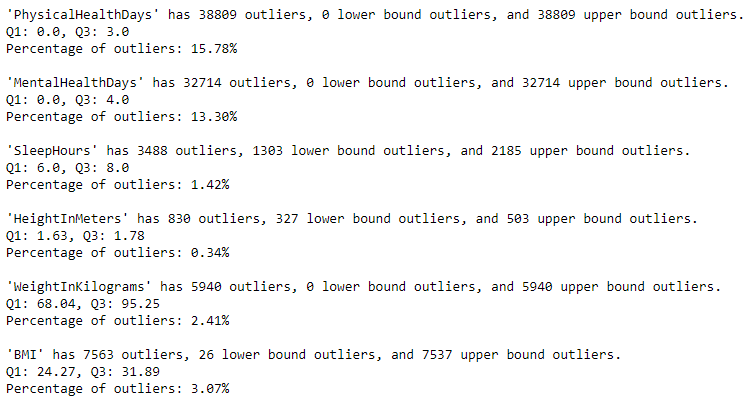 'PhysicalHealthDays' has 38809 outliers, 0 lower bound outliers, and 38809 upper bound outliers.
Q1: 0.0, Q3: 3.0
Percentage of outliers: 15.78%
'MentalHealthDays' has 32714 outliers, 0 lower bound outliers, and 32714 upper bound outliers.
Q1: 0.0, Q3: 4.0
Percentage of outliers: 13.30%
'SleepHours' has 3488 outliers, 1303 lower bound outliers, and 2185 upper bound outliers.
Q1: 6.0, Q3: 8.0
Percentage of outliers: 1.42%
'HeightInMeters' has 830 outliers, 327 lower bound outliers, and 503 upper bound outliers.
Q1: 1.63, Q3: 1.78
Percentage of outliers: 0.34%
'WeightInKilograms' has 5940 outliers, 0 lower bound outliers, and 5940 upper bound outliers.
Q1: 68.04, Q3: 95.25
Percentage of outliers: 2.41%
'BMI' has 7563 outliers, 26 lower bound outliers, and 7537 upper bound outliers.
Q1: 24.27, Q3: 31.89
Percentage of outliers: 3.07%